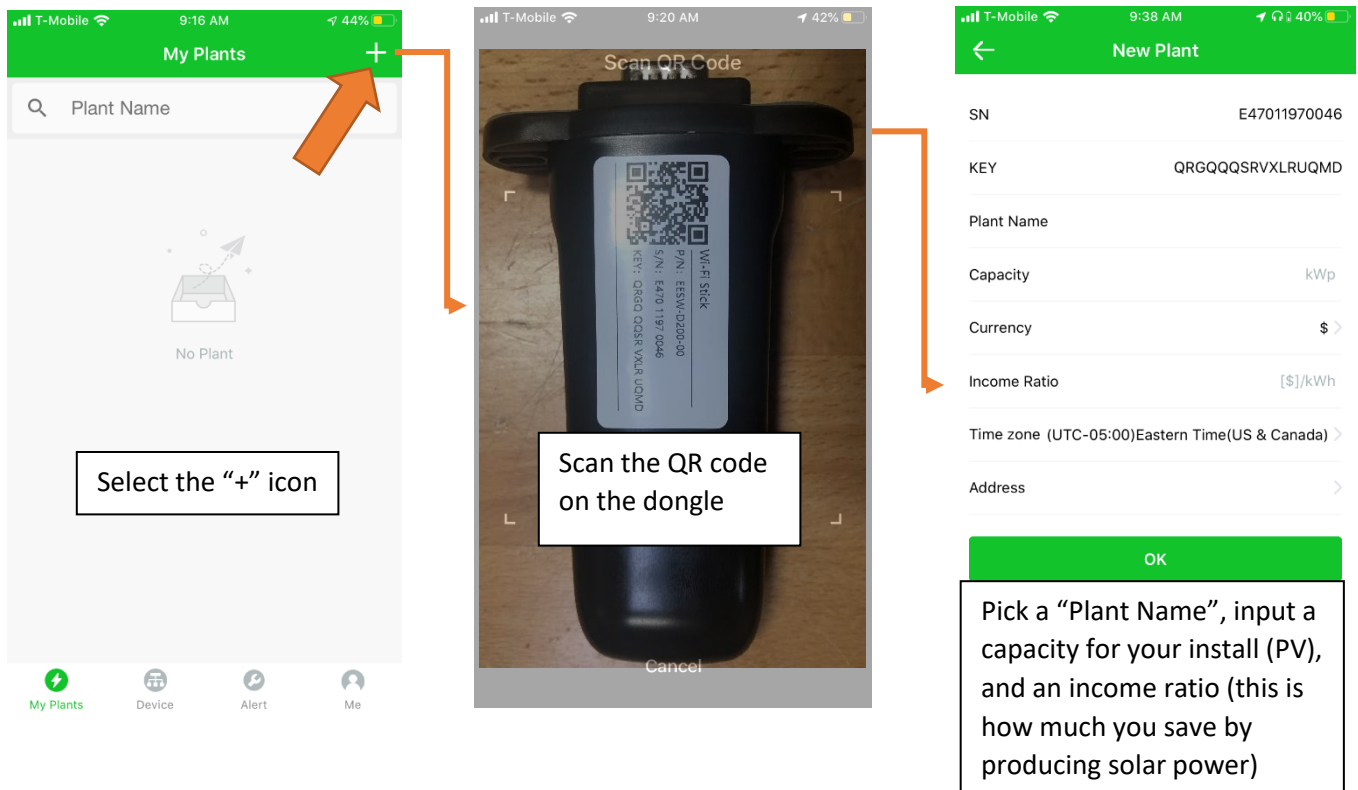 T-Mobile 9:16 AM 44%
My Plants +
Plant Name
No Plant
Select the “+” icon
My Plants Device Alert Me
T-Mobile 9:20 AM 42%
Scan QR Code
Wi-Fi Stick
P/N: EESW-D200-00
S/N: E470 1197 0046
KEY: QRGQ QQSR VXLR UQMD
Scan the QR code
on the dongle
Cancel
T-Mobile 9:38 AM 40%
New Plant
SN E47011970046
KEY QRGQQQSRVXLRUQMD
Plant Name
Capacity kWp
Currency $
Income Ratio [$]/kWh
Time zone (UTC-05:00)Eastern Time(US & Canada)
Address
OK
Pick a “Plant Name”, input a
capacity for your install (PV),
and an income ratio (this is
how much you save by
producing solar power)